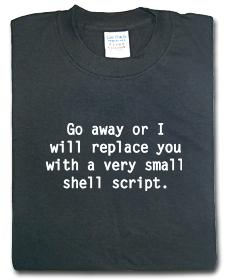 Go away or I
will replace you
with a very small
shell script.